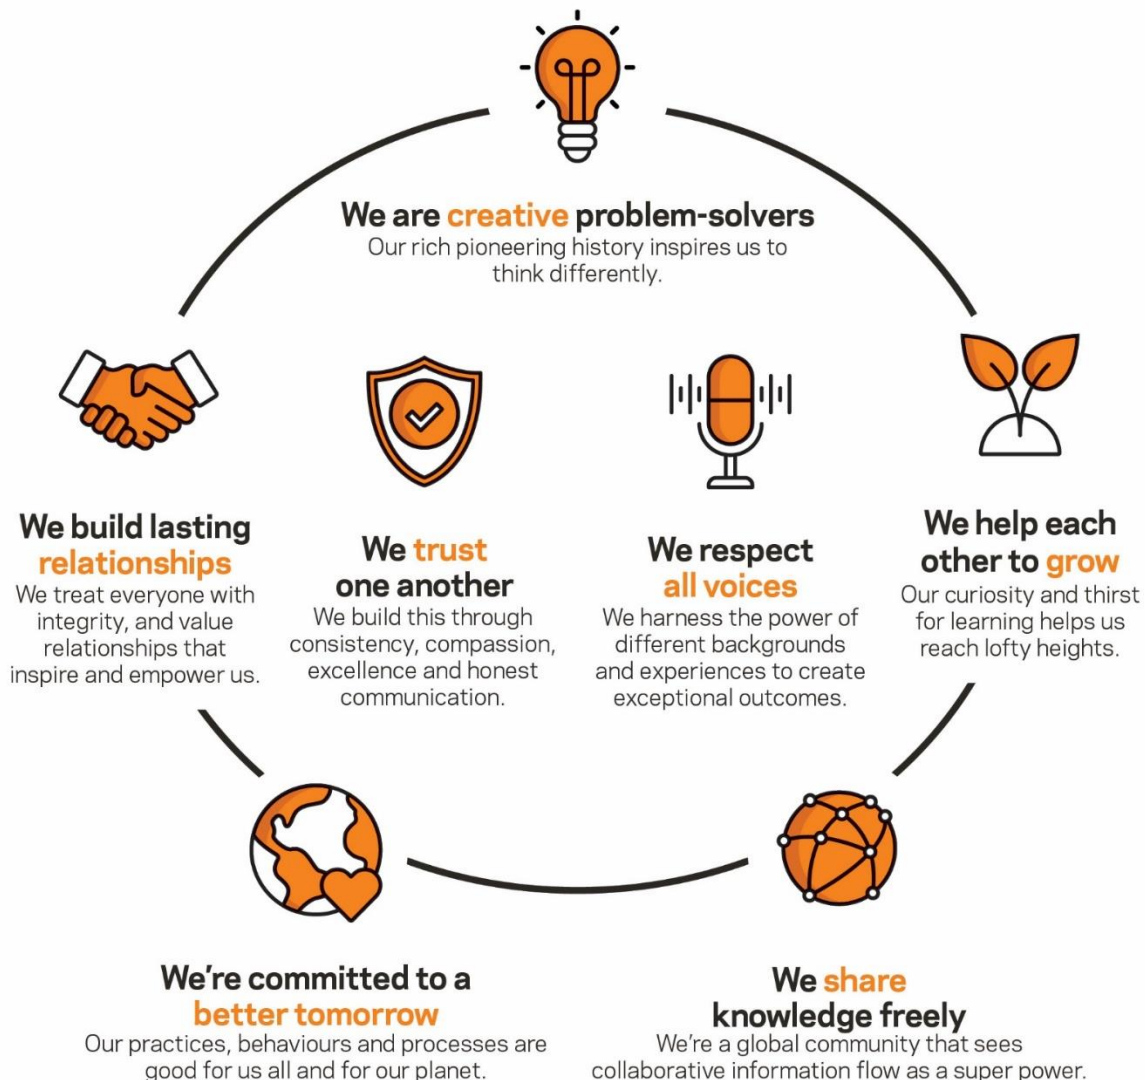 We are creative problem-solvers
Our rich pioneering history inspires us to
think differently.
We build lasting
relationships
We treat everyone with
integrity, and value
relationships that
inspire and empower us.
We trust
one another
We build this through
consistency, compassion,
excellence and honest
communication.
We respect
all voices
We harness the power of
different backgrounds
and experiences to create
exceptional outcomes.
We help each
other to grow
Our curiosity and thirst
for learning helps us
reach lofty heights.
We're committed to a
better tomorrow
Our practices, behaviours and processes are
good for us all and for our planet.
We share
knowledge freely
We're a global community that sees
collaborative information flow as a super power.